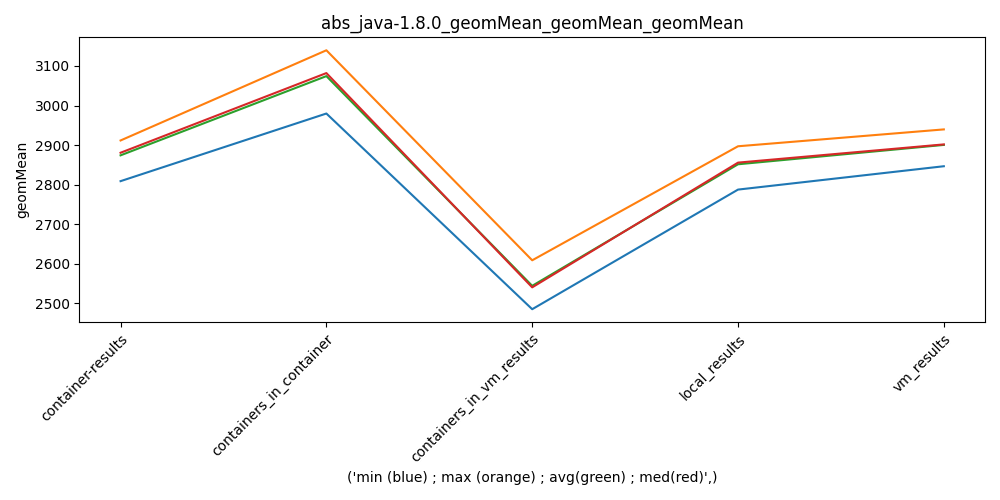 abs_java-1.8.0_geomMean_geomMean_geomMean
geomMean
3100
3000
2900
2800
2700
2600
2500
container-results
containers_in_container
containers_in_vm_results
local_results
vm_results
('min (blue) ; max (orange) ; avg(green) ; med(red)',)